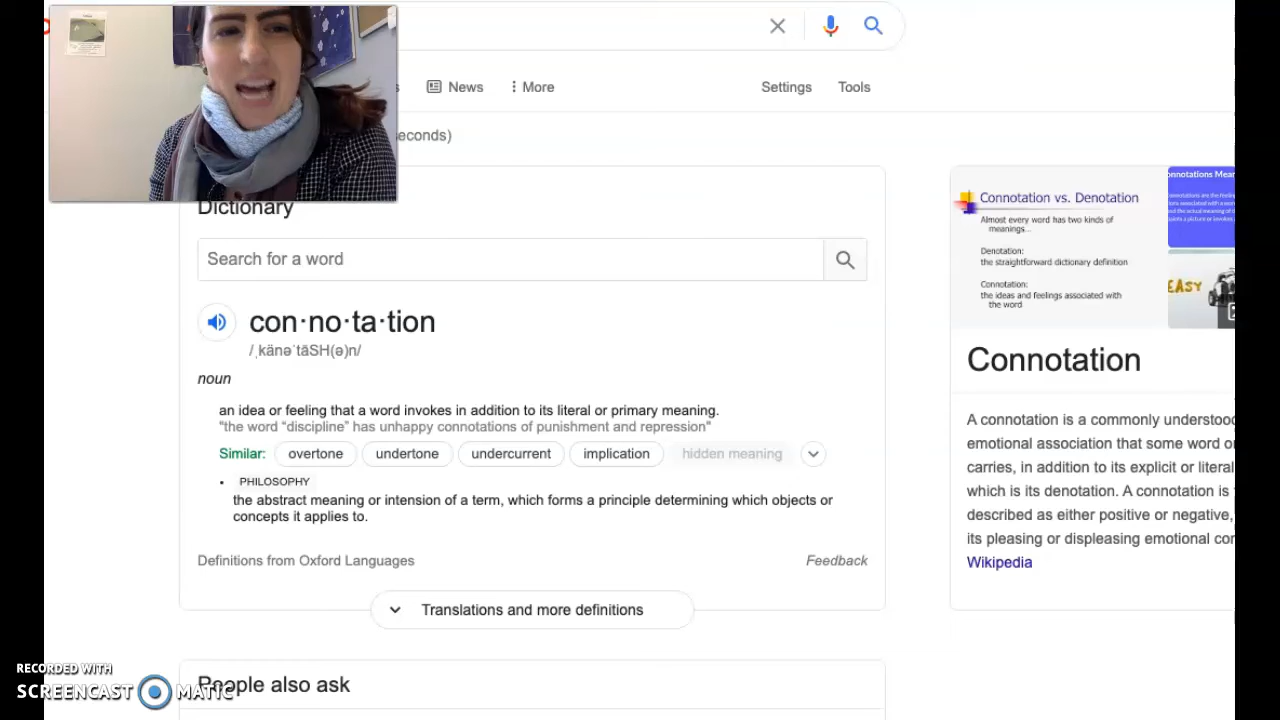 News
More
Settings
Tools
econds)
Dictionary
Search for a word
con·no·ta·tion
/ˌkänəˈtāSH(ə)n/
noun
an idea or feeling that a word invokes in addition to its literal or primary meaning.
"the word “discipline” has unhappy connotations of punishment and repression"
Similar: overtone undertone undercurrent implication hidden meaning
• PHILOSOPHY
the abstract meaning or intension of a term, which forms a principle determining which objects or
concepts it applies to.
Definitions from Oxford Languages
Feedback
Translations and more definitions
People also ask
Connotation vs. Denotation
Almost every word has two kinds of
meanings...
Denotation:
the straightforward dictionary definition
Connotation:
the ideas and feelings associated with
the word
onnotations Mear
EASY
Connotation
A connotation is a commonly understood
emotional association that some word or
carries, in addition to its explicit or literal
which is its denotation. A connotation is
described as either positive or negative,
its pleasing or displeasing emotional cor
Wikipedia
RECORDED WITH
SCREENCAST MATIC